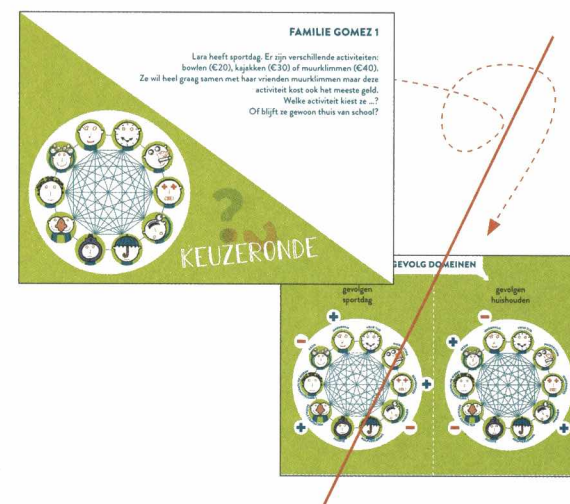 FAMILIE GOMEZ 1
Lara heeft sportdag. Er zijn verschillende activiteiten:
bowlen (€20), kajakken (€30) of muurklimmen (€40).
Ze wil heel graag samen met haar vrienden muurklimmen maar deze
activiteit kost ook het meeste geld.
Welke activiteit kiest ze ...?
Of blijft ze gewoon thuis van school?
KEUZERONDE
GEVOLG DOMEINEN
gevolgen
sportdag
gevolgen
huishouden